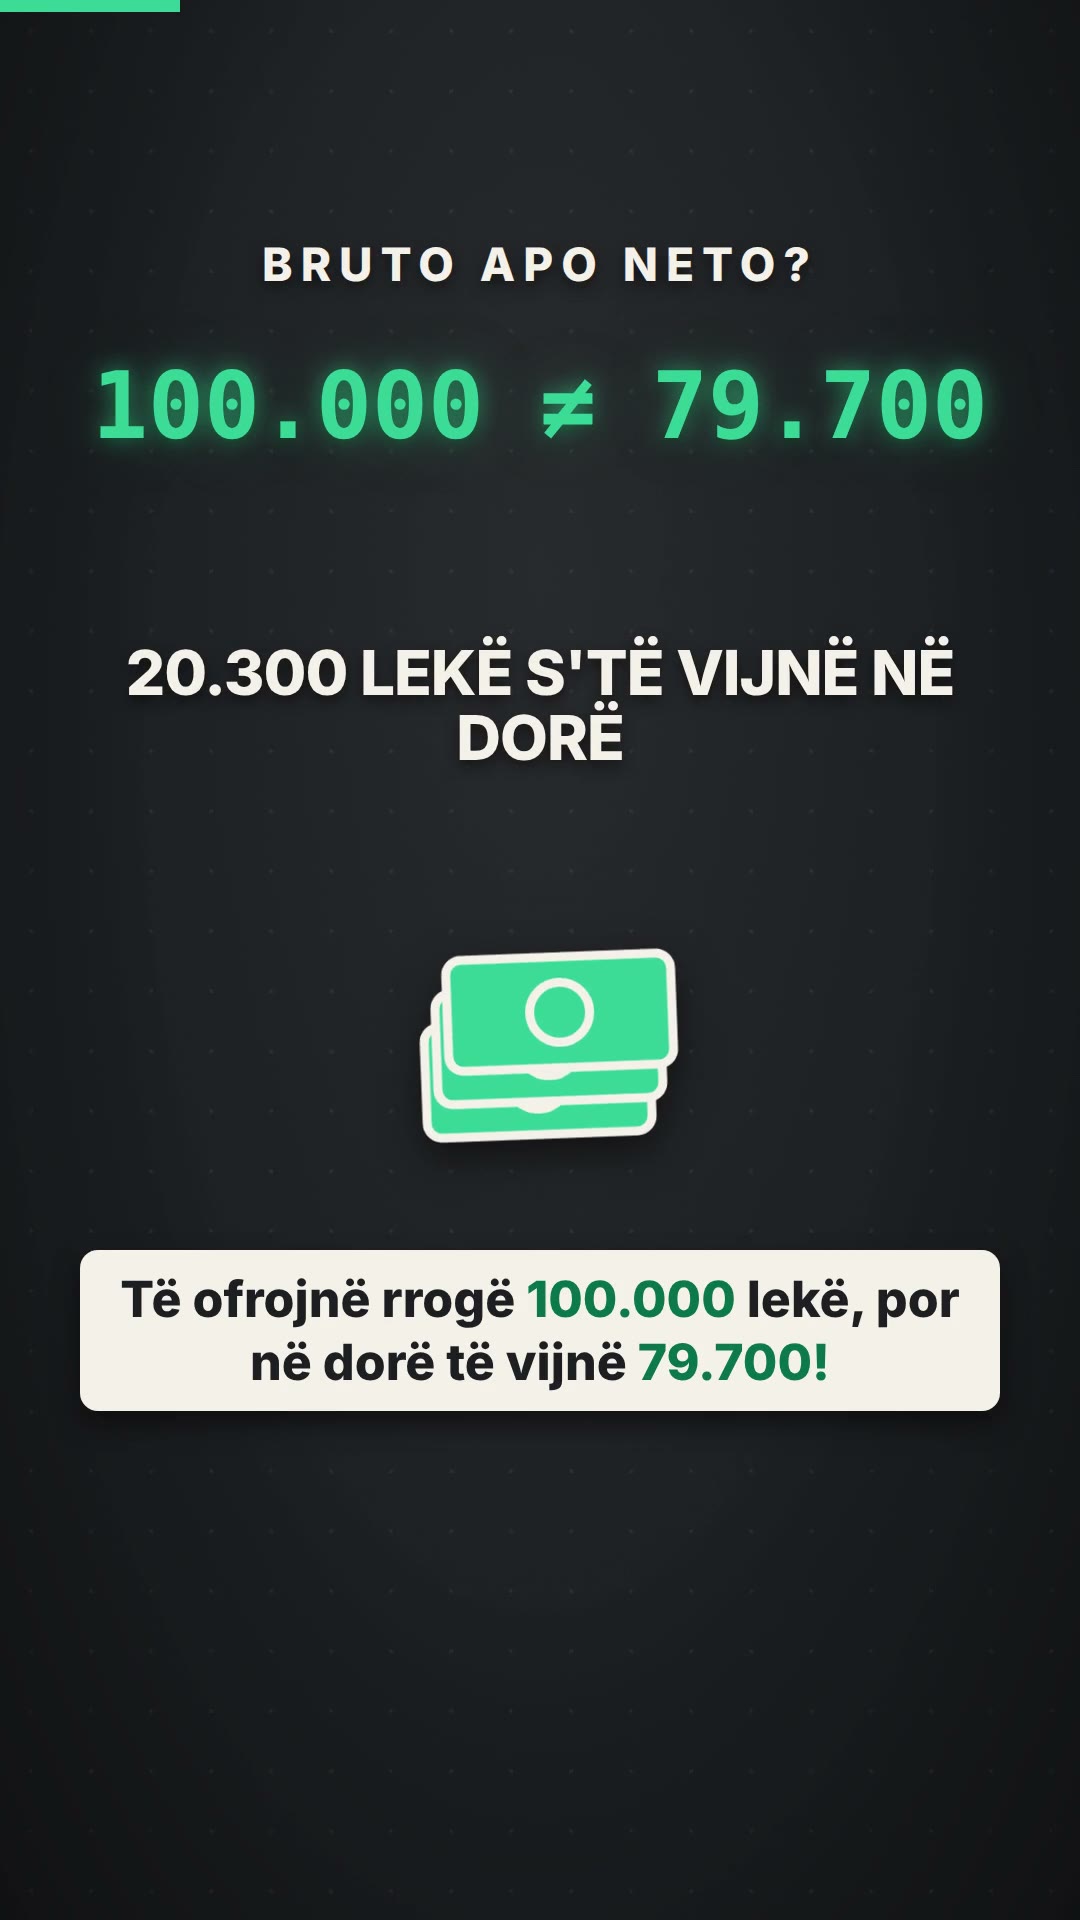 BRUTO APO NETO?
100.000 ≠ 79.700
20.300 LEKË S'TË VIJNË NË
DORË
Të ofrojnë rrogë 100.000 lekë, por
në dorë të vijnë 79.700!